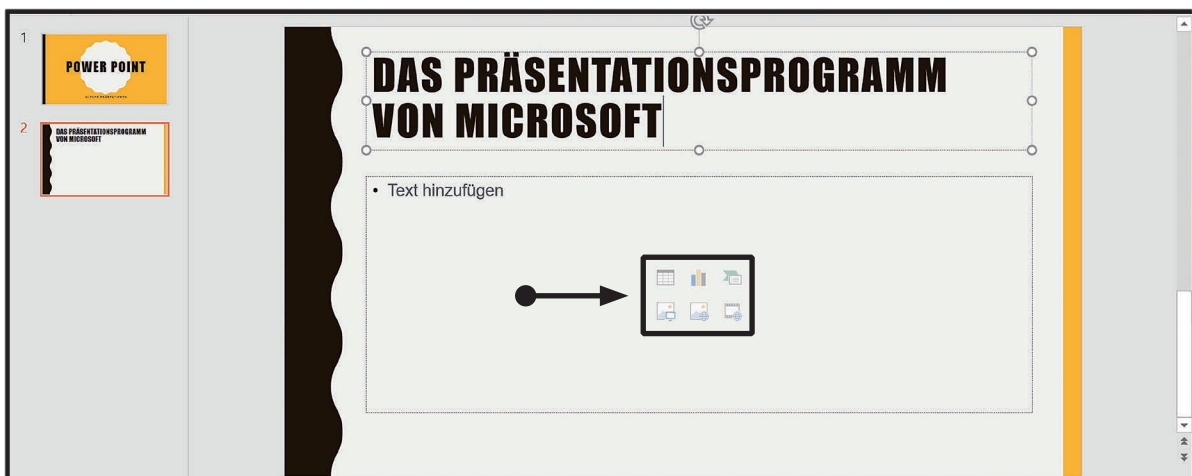 1
POWER POINT
2
DAS PRÄSENTATIONSPROGRAMM
VON MICROSOFT
DAS PRÄSENTATIONSPROGRAMM
VON MICROSOFT
• Text hinzufügen